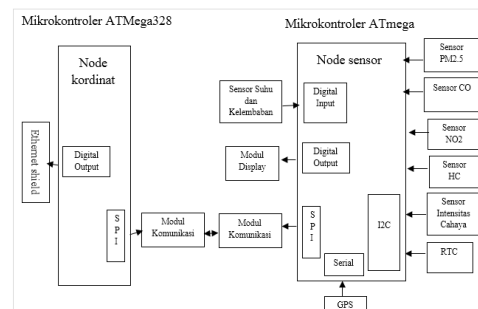 Mikrokontroler ATMega328
Mikrokontroler ATmega
Node
kordinat
Ethernet shield
Digital
Output
S
P
I
Modul
Komunikasi
Modul
Komunikasi
Node sensor
Sensor Suhu
dan
Kelembaban
Digital
Input
Modul
Display
Digital
Output
S
P
I
Serial
I2C
GPS
Sensor
PM2.5
Sensor CO
Sensor
NO2
Sensor
HC
Sensor
Intensitas
Cahaya
RTC